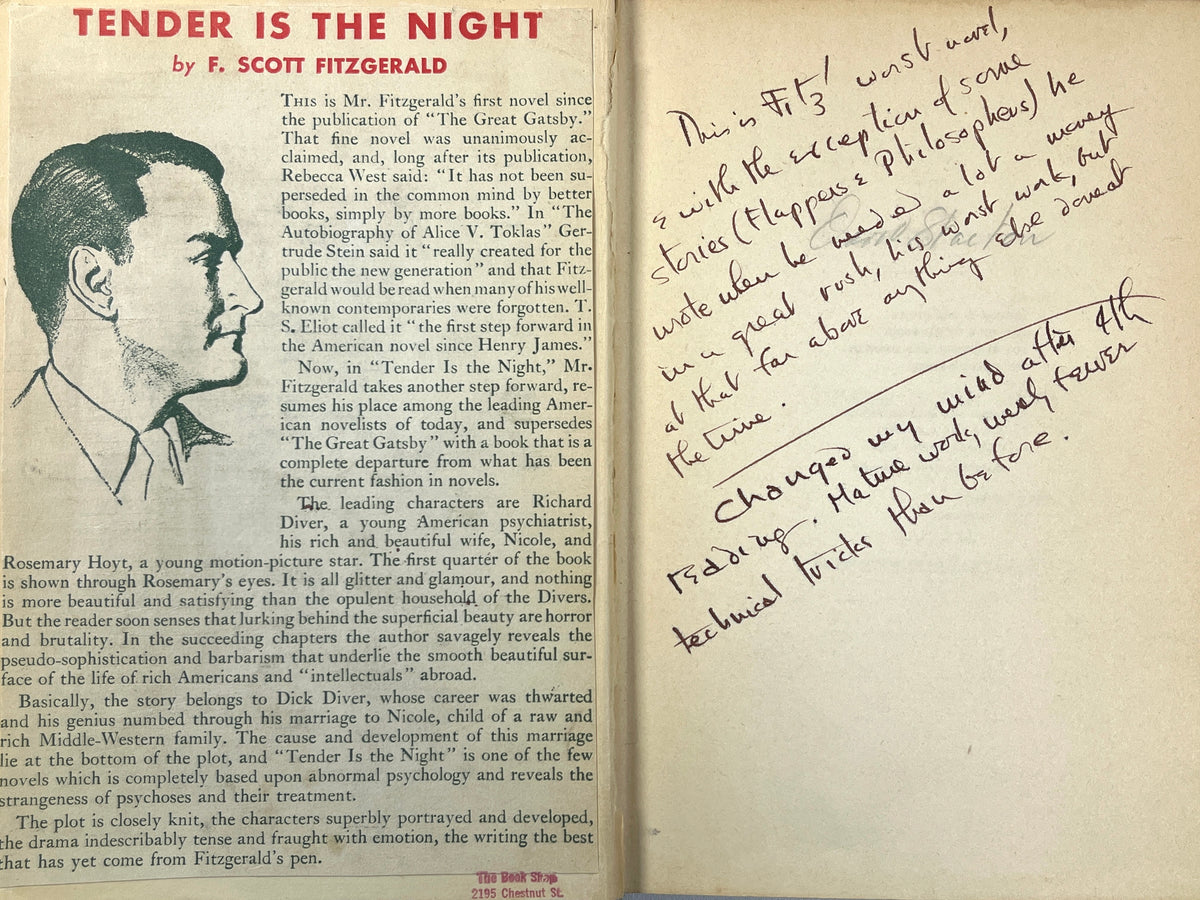 TENDER IS THE NIGHT
by F. SCOTT FITZGERALD
THIS is Mr. Fitzgerald's first novel since
the publication of "The Great Gatsby."
That fine novel was unanimously ac-
claimed, and, long after its publication,
Rebecca West said: "It has not been su-
perseded in the common mind by better
books, simply by more books." In "The
Autobiography of Alice V. Toklas" Ger-
trude Stein said it "really created for the
public the new generation" and that Fitz-
gerald would be read when many of his well-
known contemporaries were forgotten. T.
S. Eliot called it "the first step forward in
the American novel since Henry James."
Now, in "Tender Is the Night," Mr.
Fitzgerald takes another step forward, re-
sumes his place among the leading Amer-
ican novelists of today, and supersedes
"The Great Gatsby" with a book that is a
complete departure from what has been
the current fashion in novels.
The leading characters are Richard
Diver, a young American psychiatrist,
his rich and beautiful wife, Nicole, and
Rosemary Hoyt, a young motion-picture star. The first quarter of the book
is shown through Rosemary's eyes. It is all glitter and glamour, and nothing
is more beautiful and satisfying than the opulent household of the Divers.
But the reader soon senses that lurking behind the superficial beauty are horror
and brutality. In the succeeding chapters the author savagely reveals the
pseudo-sophistication and barbarism that underlie the smooth beautiful sur-
face of the life of rich Americans and "intellectuals" abroad.
Basically, the story belongs to Dick Diver, whose career was thwarted
and his genius numbed through his marriage to Nicole, child of a raw and
rich Middle-Western family. The cause and development of this marriage
lie at the bottom of the plot, and "Tender Is the Night" is one of the few
novels which is completely based upon abnormal psychology and reveals the
strangeness of psychoses and their treatment.
The plot is closely knit, the characters superbly portrayed and developed,
the drama indescribably tense and fraught with emotion, the writing the best
that has yet come from Fitzgerald's pen.
The Book Shop
2195 Chestnut St.
This is Fitz' worst novel,
& with the exception of some
stories (Flappers & Philosophers) he
wrote when he needed a lot a money
in a great rush, his worst work, but
at that far above anything else
the time.
Changed my mind after 4th
reading. Mature work, fewer
technical tricks than before.